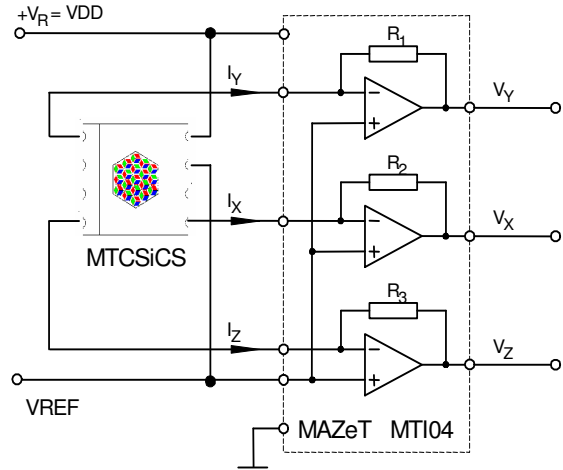 +V_R = VDD
R_1
I_Y
V_Y
R_2
I_X
V_X
MTCSiCS
R_3
I_Z
V_Z
VREF
MAZeT MTI04